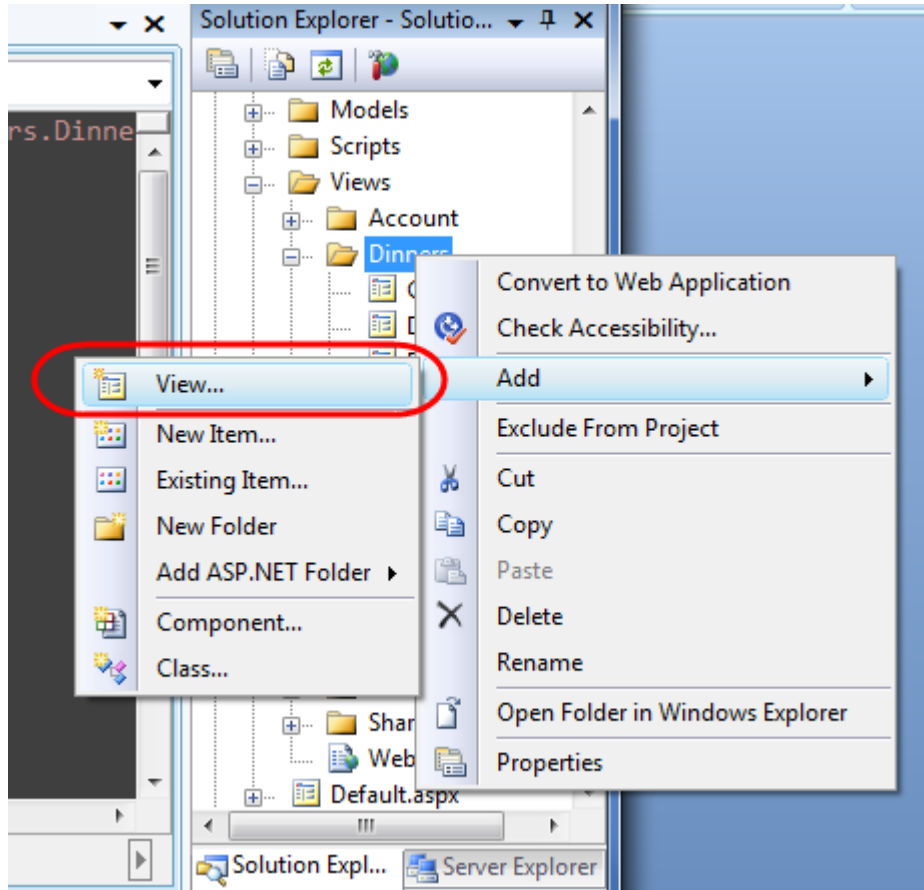 Solution Explorer - Solutio...
rs.Dinne
Models
Scripts
Views
Account
Dinners
Convert to Web Application
Check Accessibility...
Add
Exclude From Project
Cut
Copy
Paste
Delete
Rename
Open Folder in Windows Explorer
Properties
View...
New Item...
Existing Item...
New Folder
Add ASP.NET Folder
Component...
Class...
Shar
Web
Default.aspx
Solution Expl...
Server Explorer